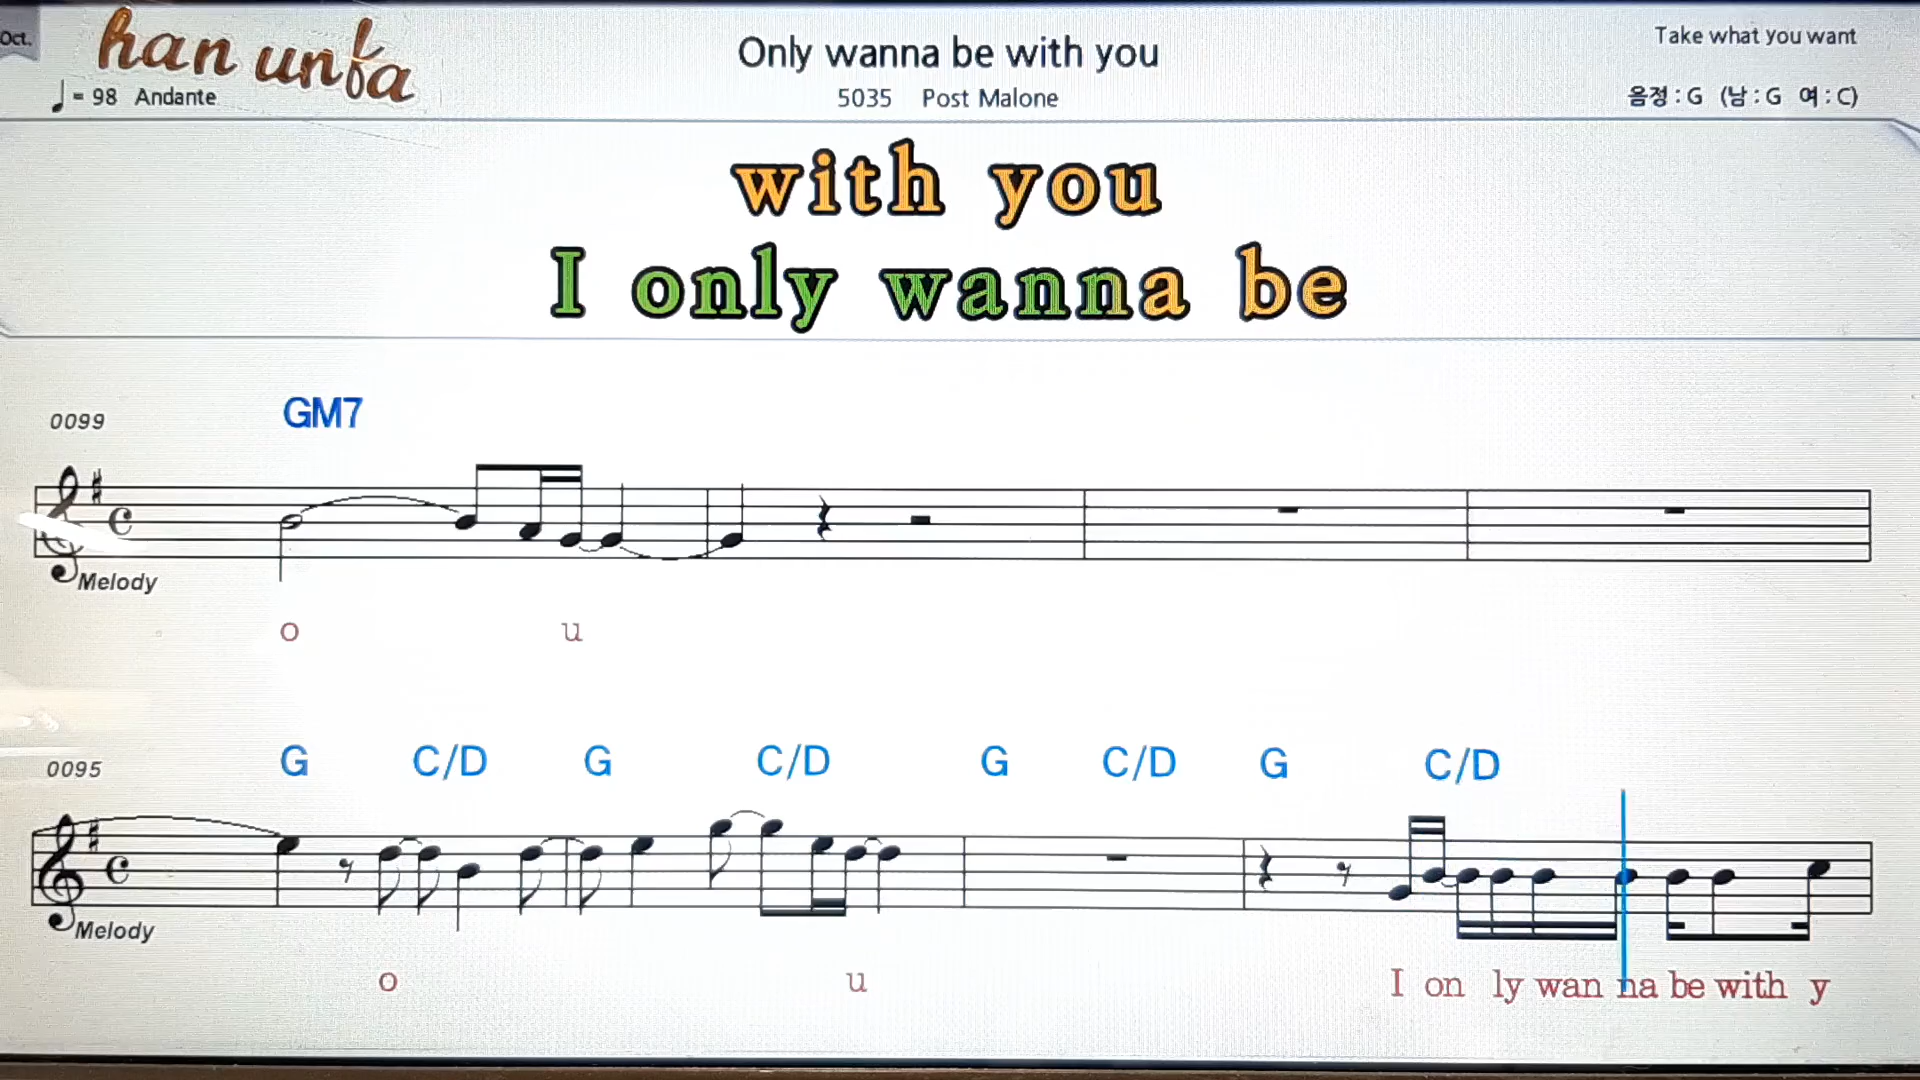 Oct.
han unfa
Only wanna be with you
Take what you want
♩= 98 Andante
5035 Post Malone
음정 : G (남 : G 여 : C)
with you
I only wanna be
0099
GM7
Melody
o u
0095
G C/D G C/D G C/D G C/D
Melody
o u I on ly wan na be with y